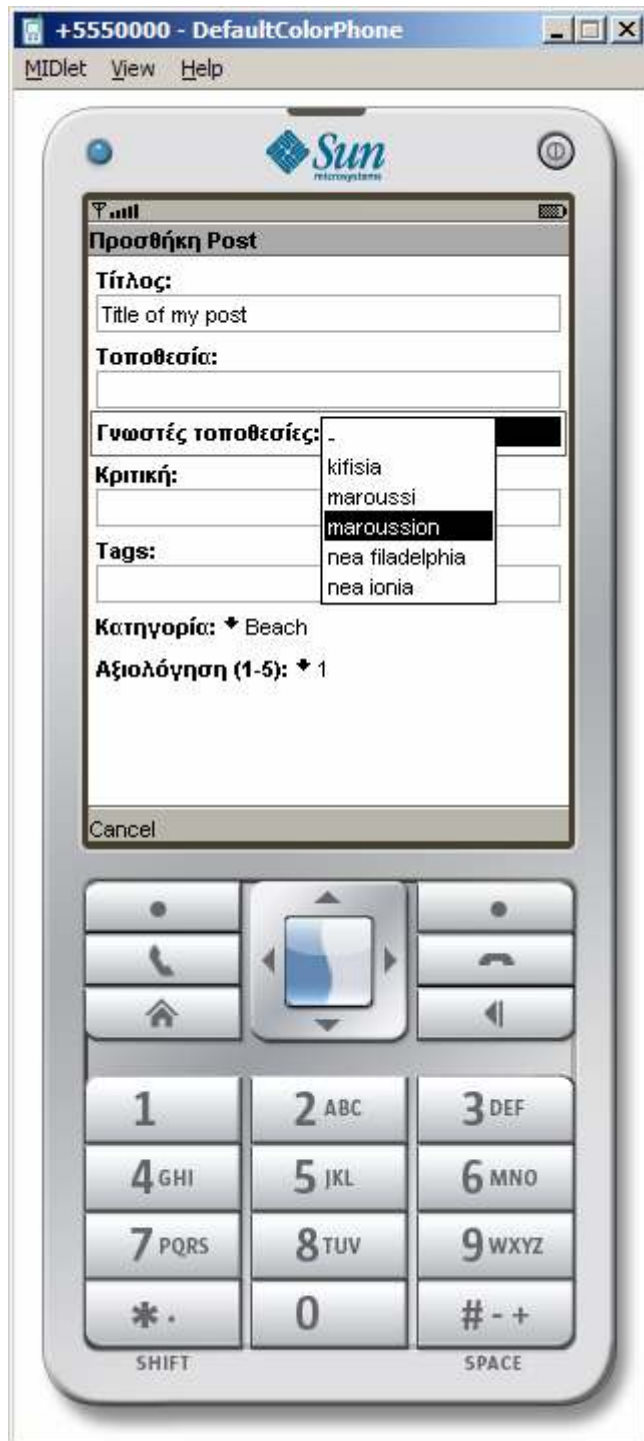 +5550000 - DefaultColorPhone
MIDlet View Help
Sun
microsystems
Προσθήκη Post
Τίτλος:
Title of my post
Τοποθεσία:
Γνωστές τοποθεσίες: -
kifisia
Κριτική:
maroussi
maroussion
Tags:
nea filadelphia
nea ionia
Κατηγορία: Beach
Αξιολόγηση (1-5): 1
Cancel
1 2 ABC 3 DEF
4 GHI 5 JKL 6 MNO
7 PQRS 8 TUV 9 WXYZ
* . 0 # - +
SHIFT SPACE